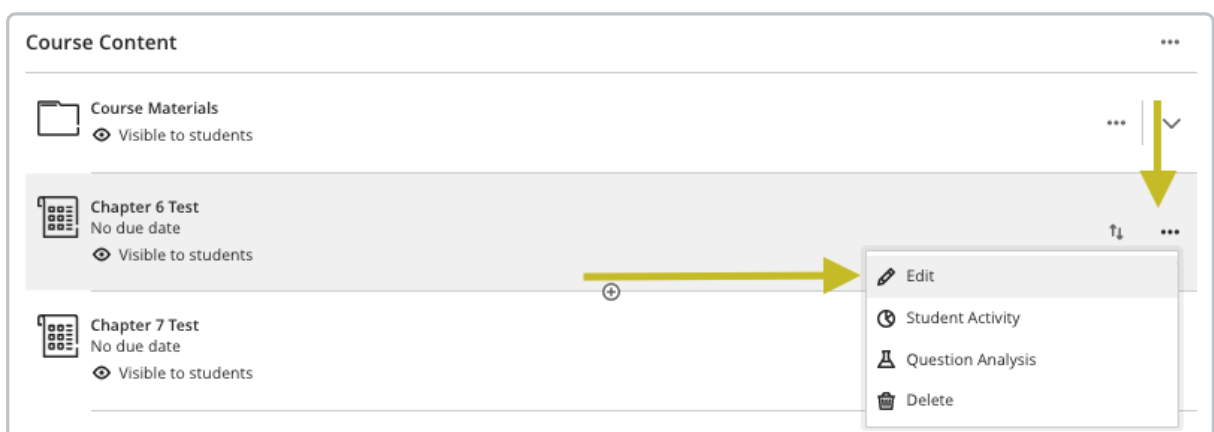 Course Content
Course Materials
Visible to students
Chapter 6 Test
No due date
Visible to students
Edit
Student Activity
Question Analysis
Delete
Chapter 7 Test
No due date
Visible to students